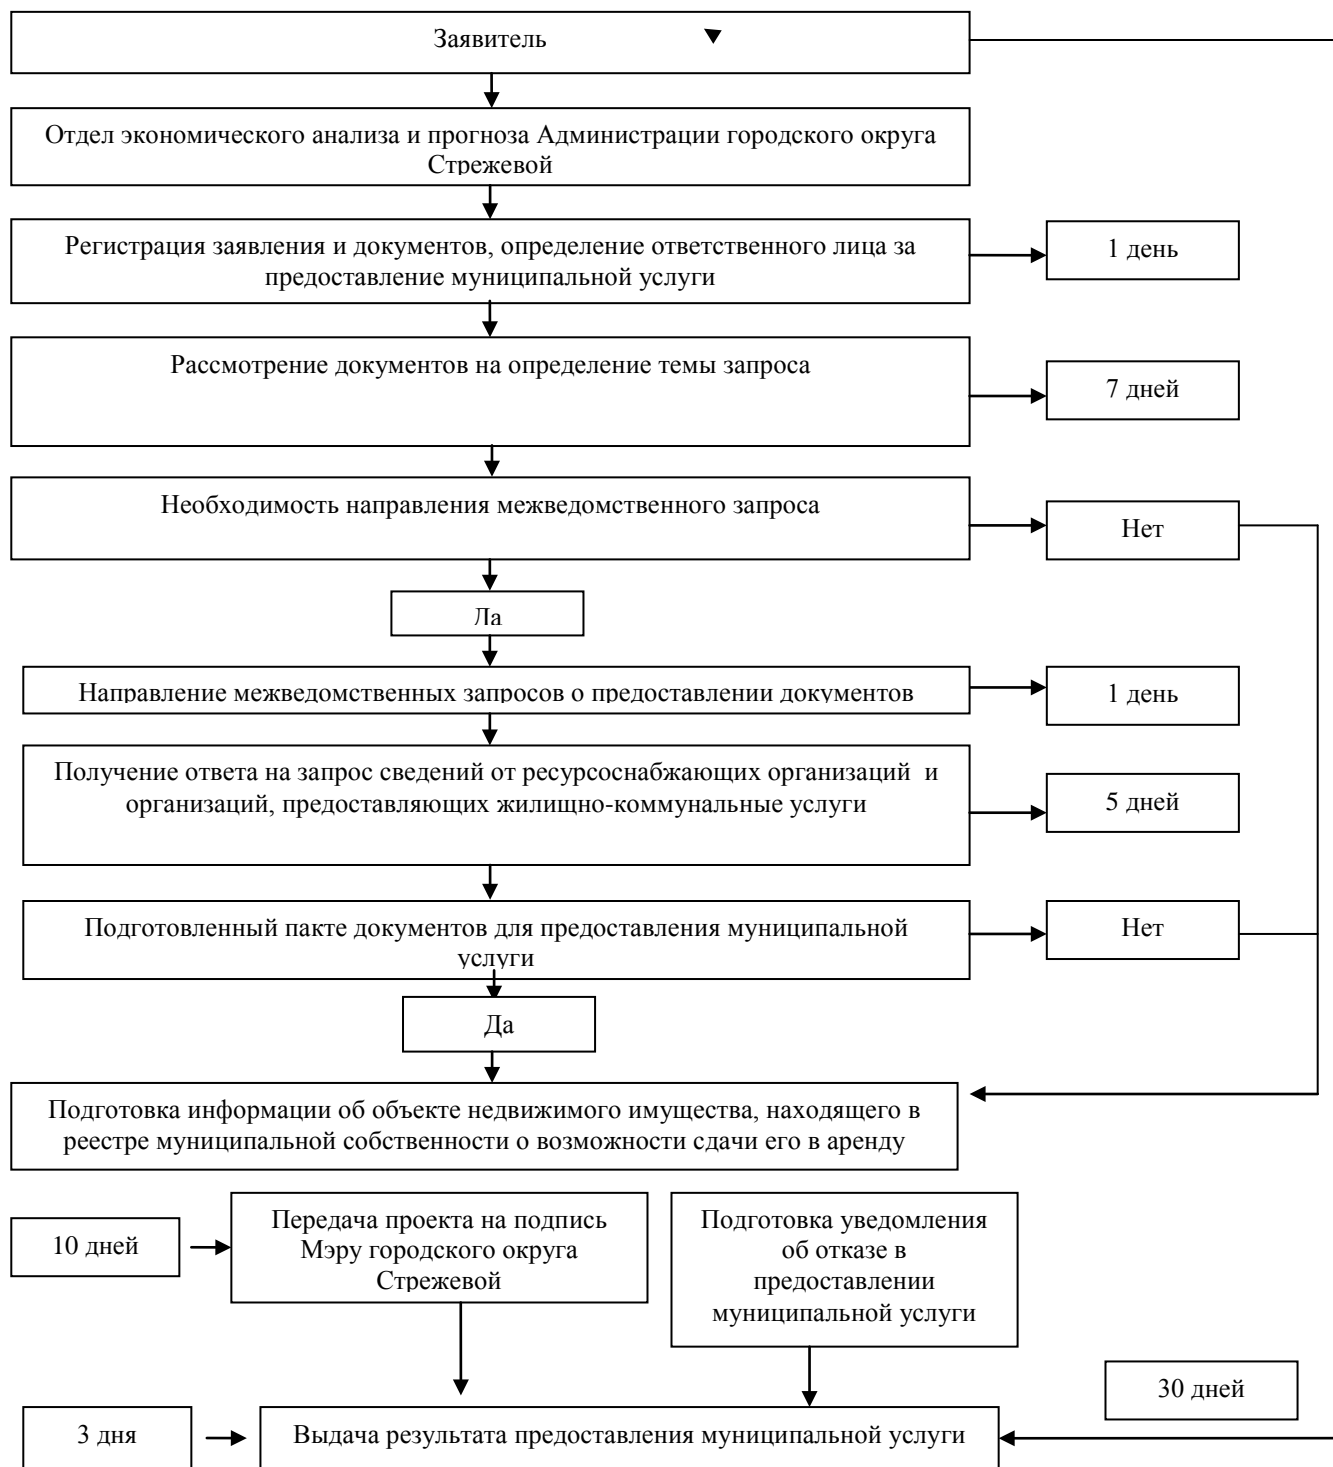 Заявитель
Отдел экономического анализа и прогноза Администрации городского округа
Стрежевой
Регистрация заявления и документов, определение ответственного лица за
предоставление муниципальной услуги
1 день
Рассмотрение документов на определение темы запроса
7 дней
Необходимость направления межведомственного запроса
Нет
Да
Направление межведомственных запросов о предоставлении документов
1 день
Получение ответа на запрос сведений от ресурсоснабжающих организаций и
организаций, предоставляющих жилищно-коммунальные услуги
5 дней
Подготовленный пакте документов для предоставления муниципальной
услуги
Нет
Да
Подготовка информации об объекте недвижимого имущества, находящего в
реестре муниципальной собственности о возможности сдачи его в аренду
10 дней
Передача проекта на подпись
Мэру городского округа
Стрежевой
Подготовка уведомления
об отказе в
предоставлении
муниципальной услуги
30 дней
3 дня
Выдача результата предоставления муниципальной услуги